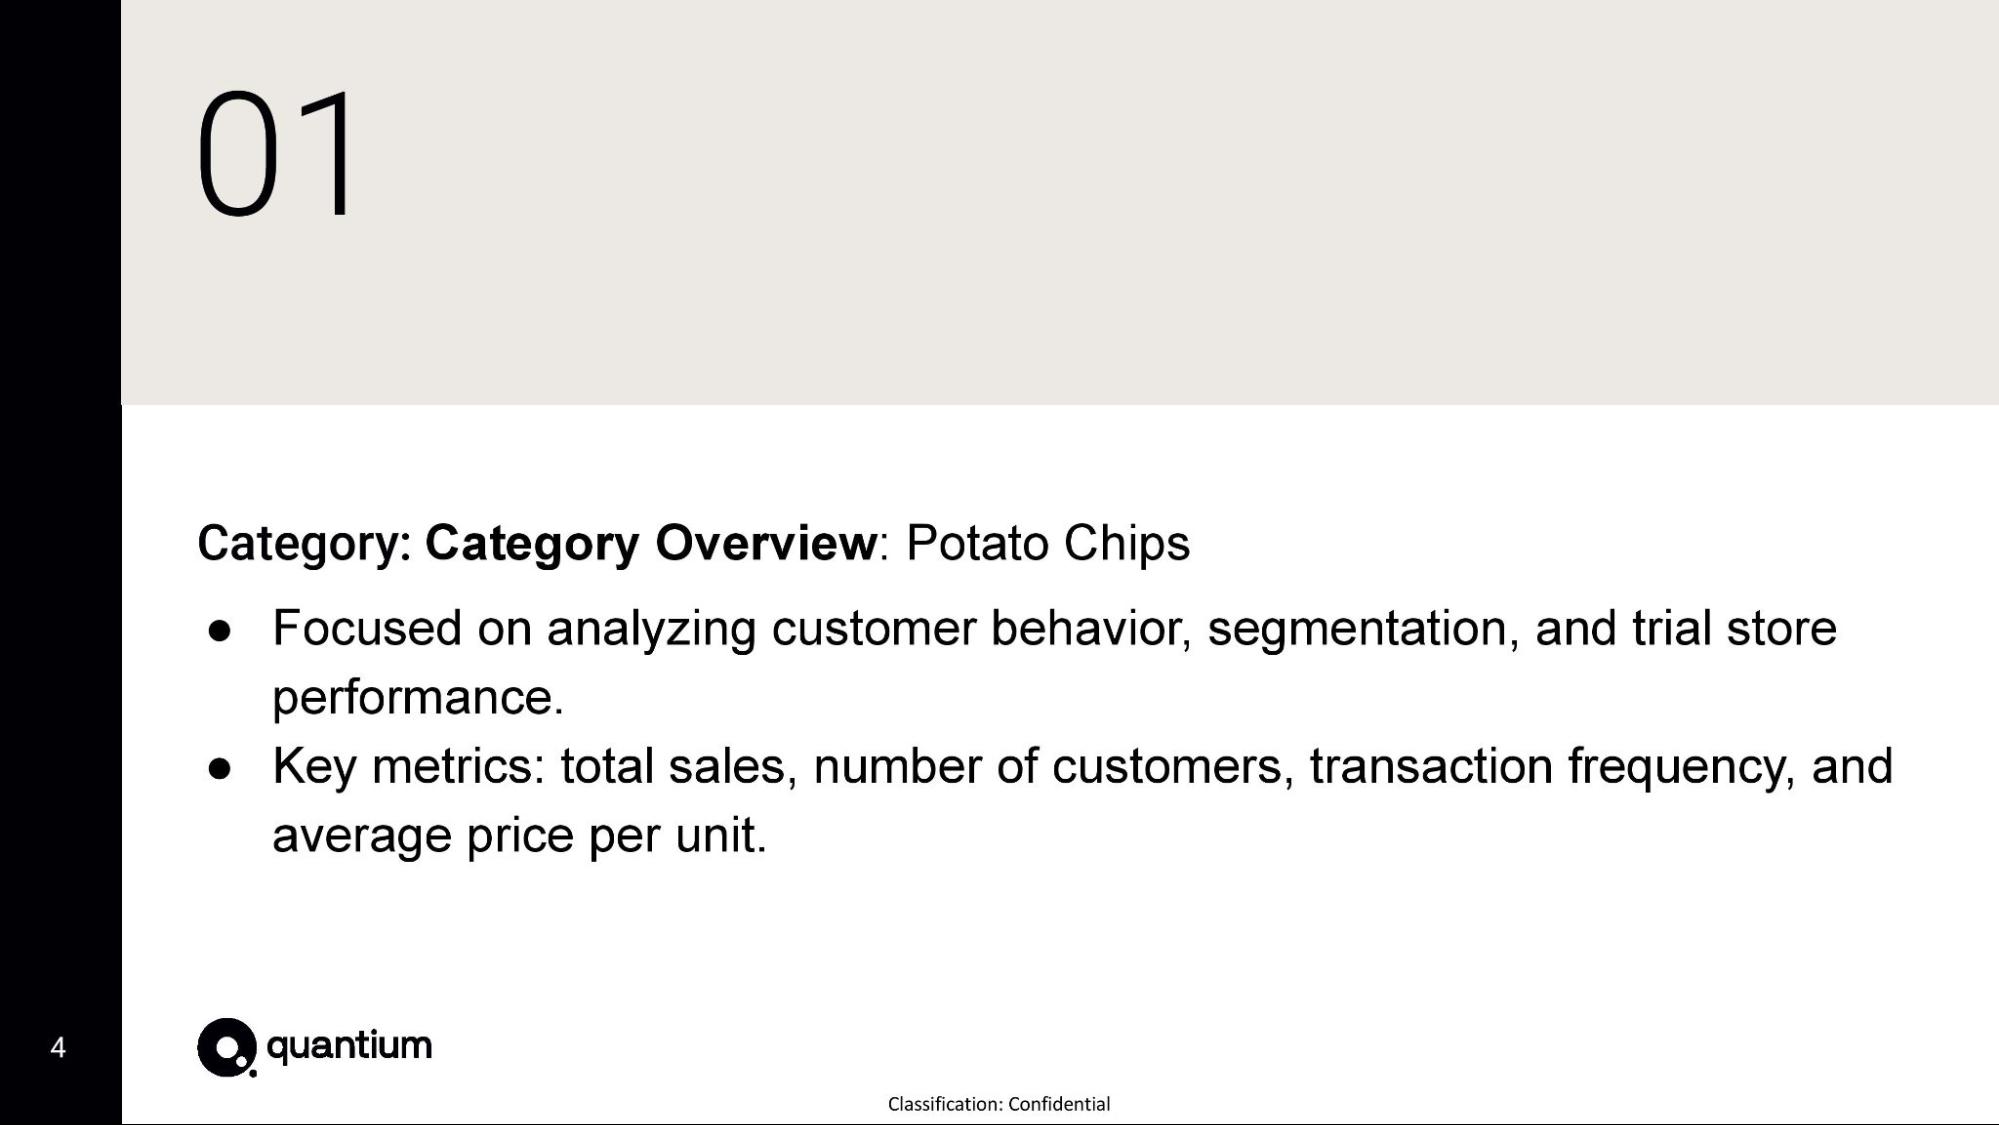 01
Category: Category Overview: Potato Chips
● Focused on analyzing customer behavior, segmentation, and trial store
performance.
● Key metrics: total sales, number of customers, transaction frequency, and
average price per unit.
4
quantium
Classification: Confidential